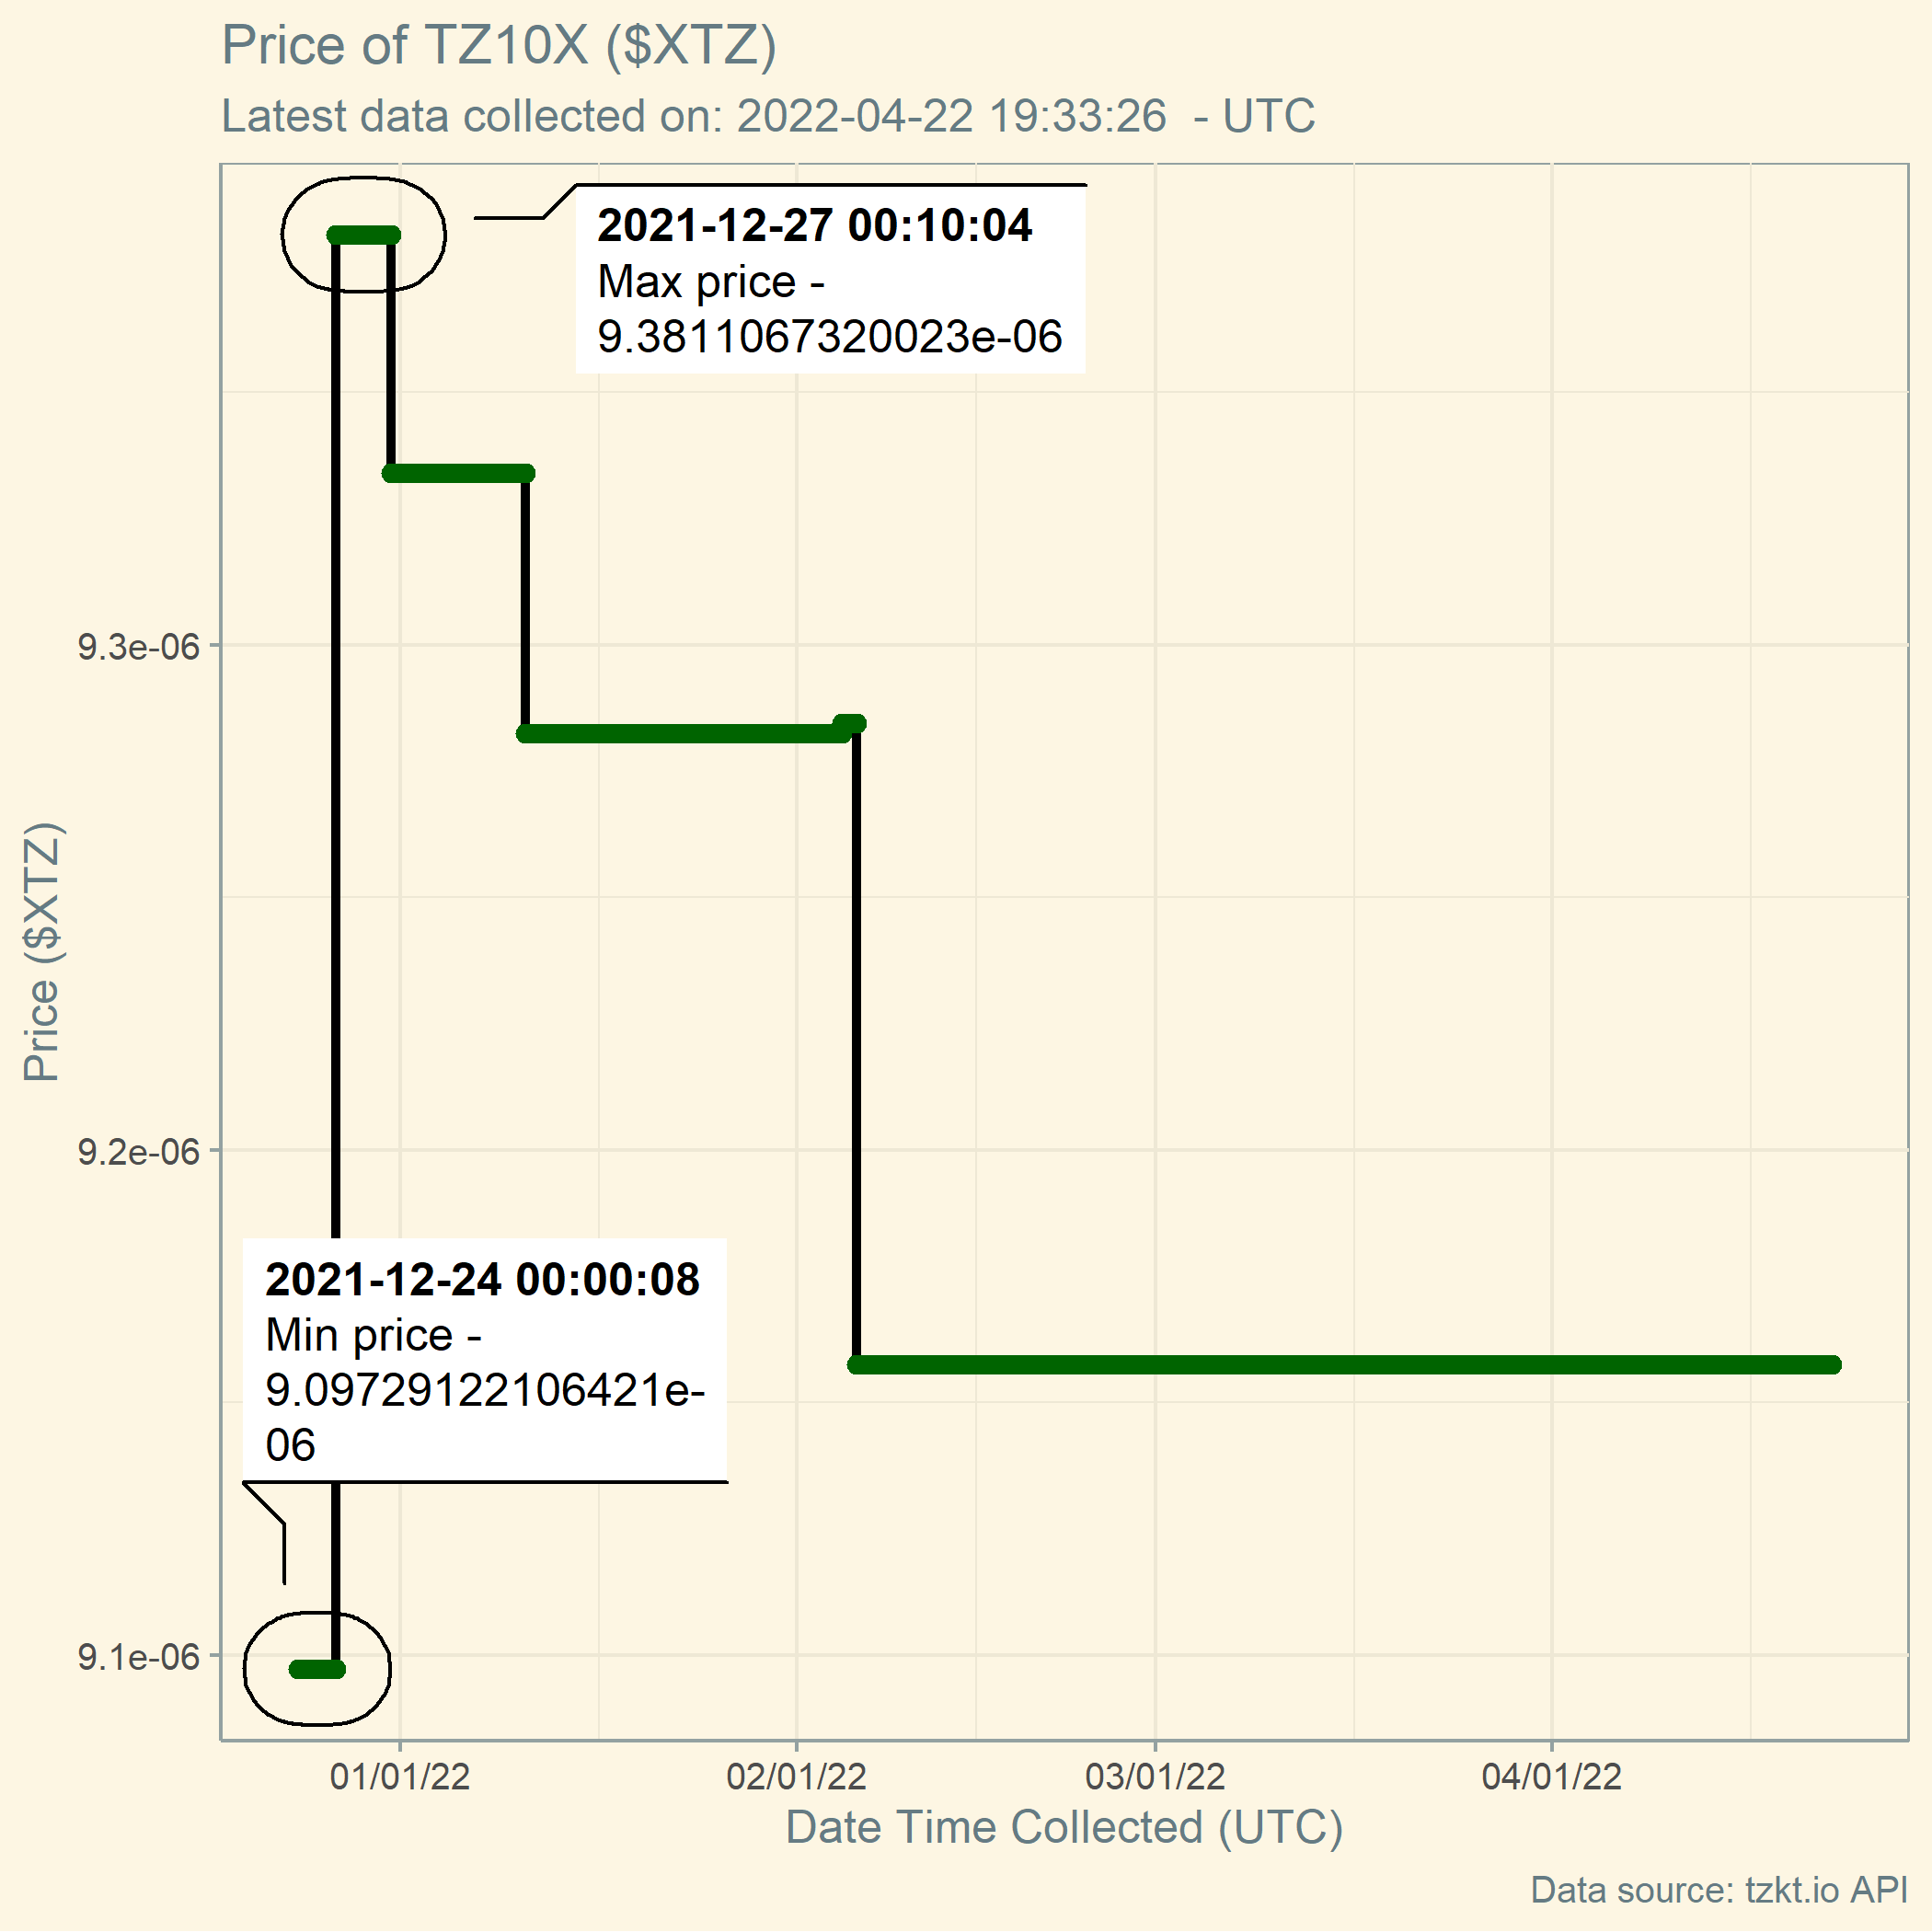 Price of TZ10X ($XTZ)
Latest data collected on: 2022-04-22 19:33:26  - UTC
2021-12-27 00:10:04
Max price -
9.3811067320023e-06
9.3e-06
Price ($XTZ)
9.2e-06
2021-12-24 00:00:08
Min price -
9.09729122106421e-
06
9.1e-06
01/01/22 02/01/22 03/01/22 04/01/22
Date Time Collected (UTC)
Data source: tzkt.io API